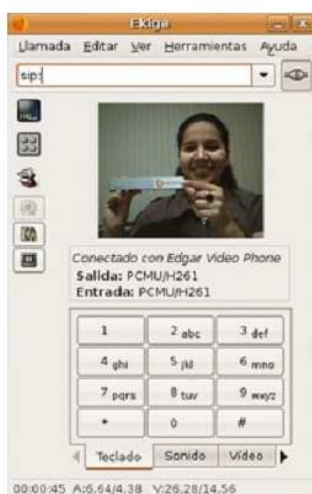 Ekiga
Llamada Editar Ver Herramientas Ayuda
sip:
Conectado con Edgar Video Phone
Salida: PCMU/H261
Entrada: PCMU/H261
1 2 abc 3 def
4 ghi 5 jkl 6 mno
7 pqrs 8 tuv 9 wxyz
* 0 #
Teclado Sonido Vídeo
00:00:45 A:6.64/4.38 V:26.28/14.56